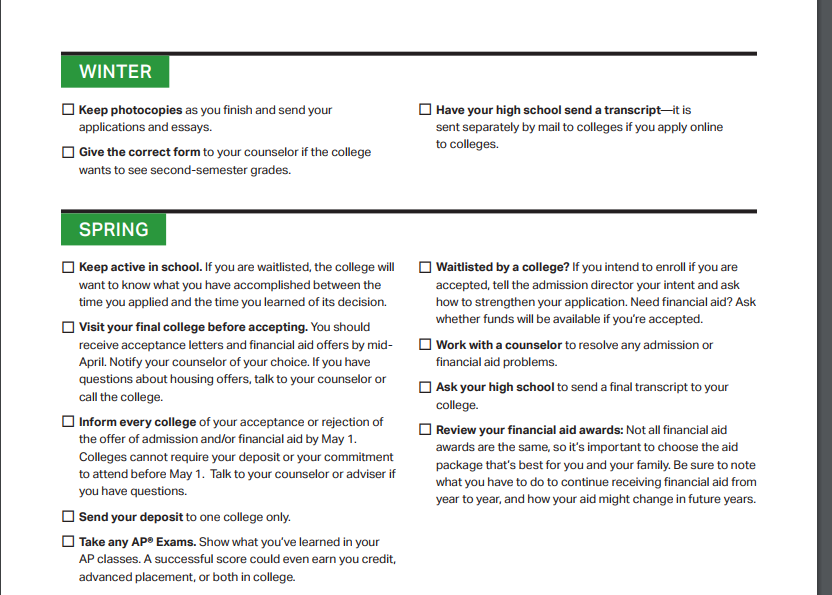 WINTER
☐ Keep photocopies as you finish and send your
applications and essays.
☐ Give the correct form to your counselor if the college
wants to see second-semester grades.
☐ Have your high school send a transcript—it is
sent separately by mail to colleges if you apply online
to colleges.
SPRING
☐ Keep active in school. If you are waitlisted, the college will
want to know what you have accomplished between the
time you applied and the time you learned of its decision.
☐ Visit your final college before accepting. You should
receive acceptance letters and financial aid offers by mid-
April. Notify your counselor of your choice. If you have
questions about housing offers, talk to your counselor or
call the college.
☐ Inform every college of your acceptance or rejection of
the offer of admission and/or financial aid by May 1.
Colleges cannot require your deposit or your commitment
to attend before May 1. Talk to your counselor or adviser if
you have questions.
☐ Send your deposit to one college only.
☐ Take any AP® Exams. Show what you've learned in your
AP classes. A successful score could even earn you credit,
advanced placement, or both in college.
☐ Waitlisted by a college? If you intend to enroll if you are
accepted, tell the admission director your intent and ask
how to strengthen your application. Need financial aid? Ask
whether funds will be available if you're accepted.
☐ Work with a counselor to resolve any admission or
financial aid problems.
☐ Ask your high school to send a final transcript to your
college.
☐ Review your financial aid awards: Not all financial aid
awards are the same, so it's important to choose the aid
package that's best for you and your family. Be sure to note
what you have to do to continue receiving financial aid from
year to year, and how your aid might change in future years.